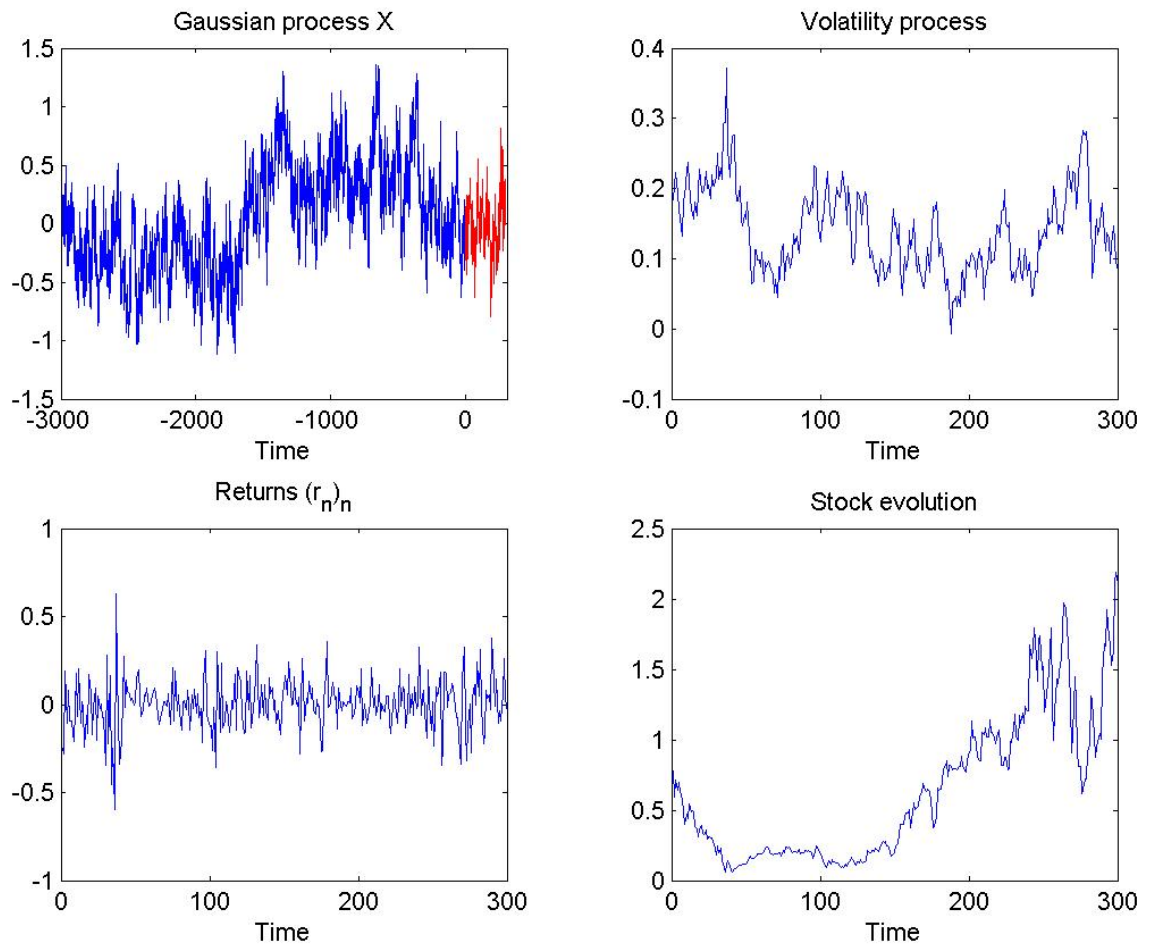 Gaussian process X
1.5
1
0.5
0
-0.5
-1
-1.5
-3000 -2000 -1000 0
Time
Volatility process
0.4
0.3
0.2
0.1
0
-0.1
0 100 200 300
Time
Returns (r_n)_n
1
0.5
0
-0.5
-1
0 100 200 300
Time
Stock evolution
2.5
2
1.5
1
0.5
0
0 100 200 300
Time